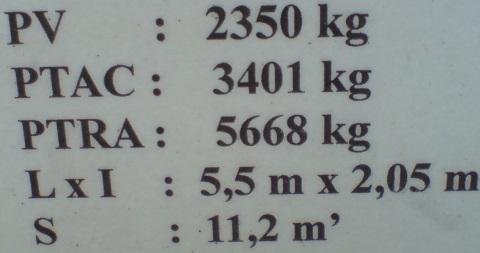 PV : 2350 kg
PTAC : 3401 kg
PTRA : 5668 kg
L x I : 5,5 m x 2,05 m
S : 11,2 m’